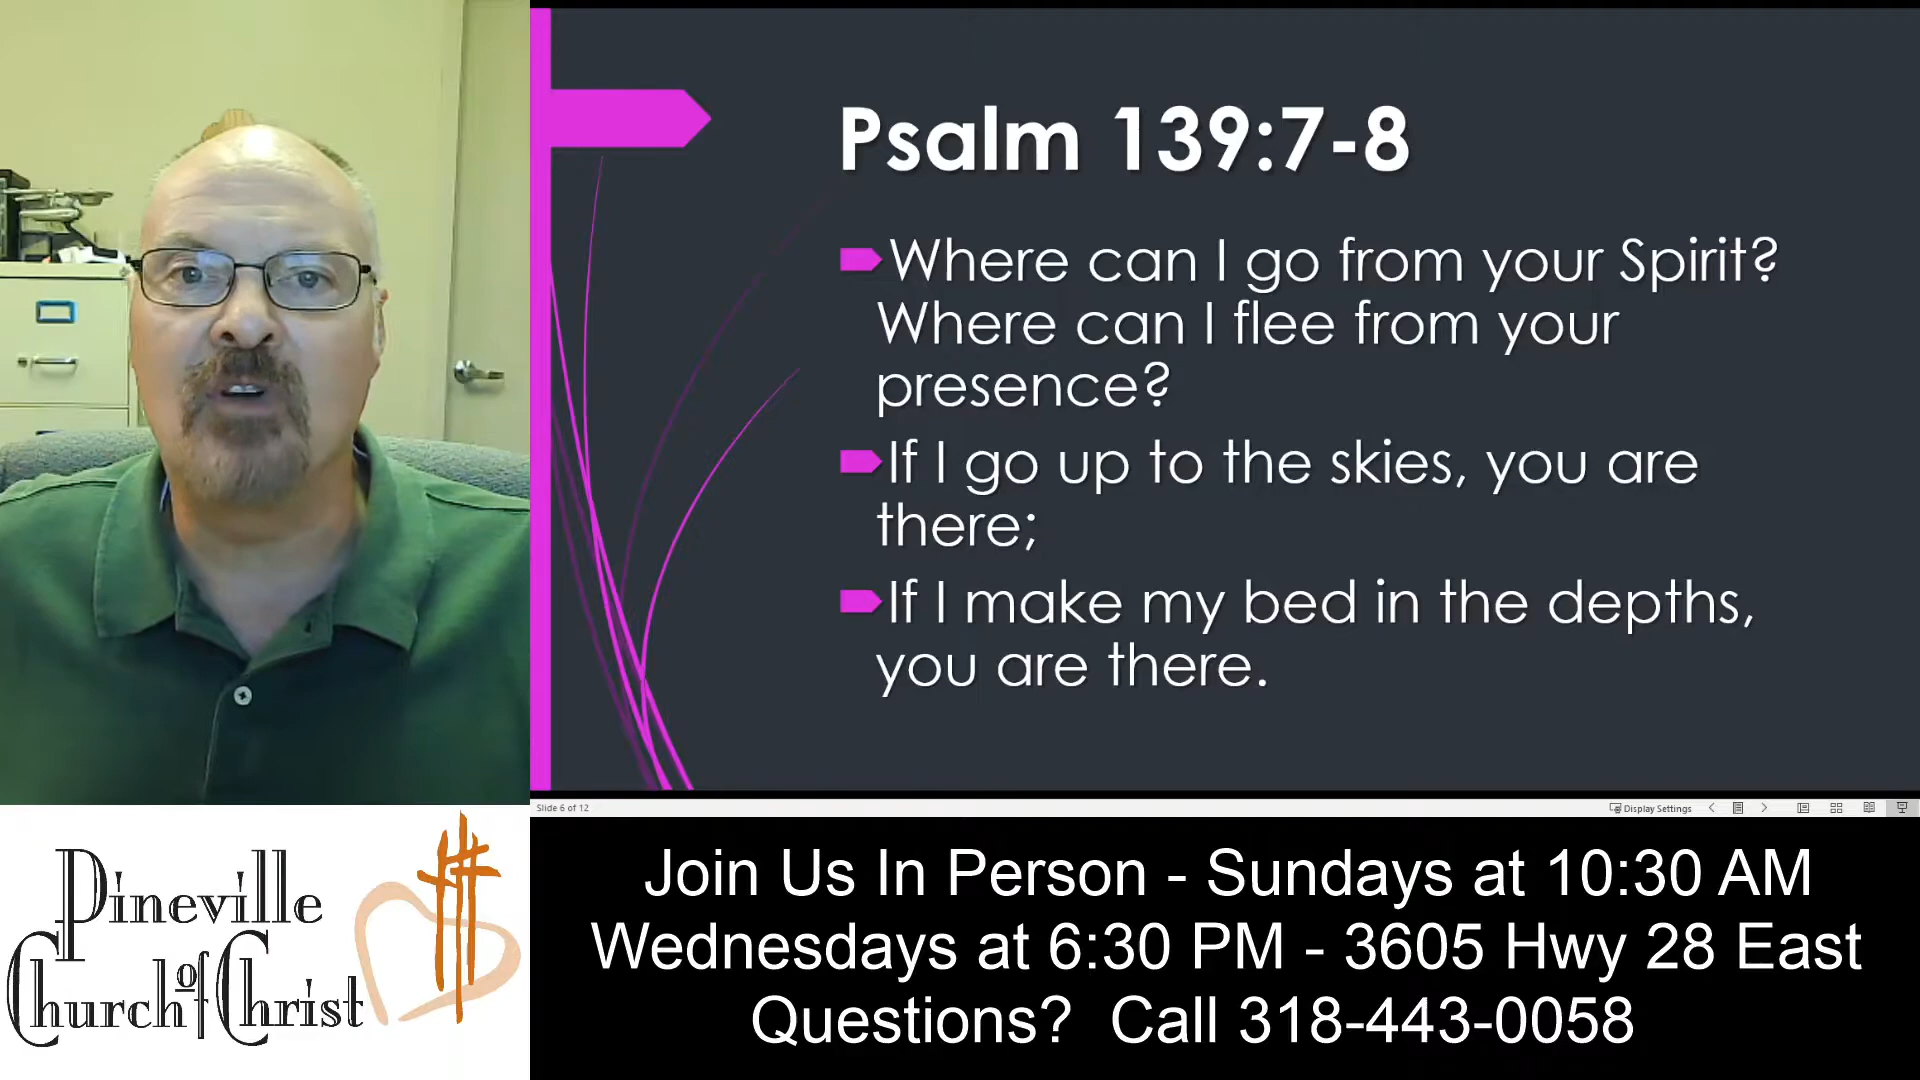 Psalm 139:7-8
Where can I go from your Spirit?
Where can I flee from your
presence?
If I go up to the skies, you are
there;
If I make my bed in the depths,
you are there.
Slide 6 of 12
Display Settings
Pineville
Church of Christ
Join Us In Person - Sundays at 10:30 AM
Wednesdays at 6:30 PM - 3605 Hwy 28 East
Questions? Call 318-443-0058